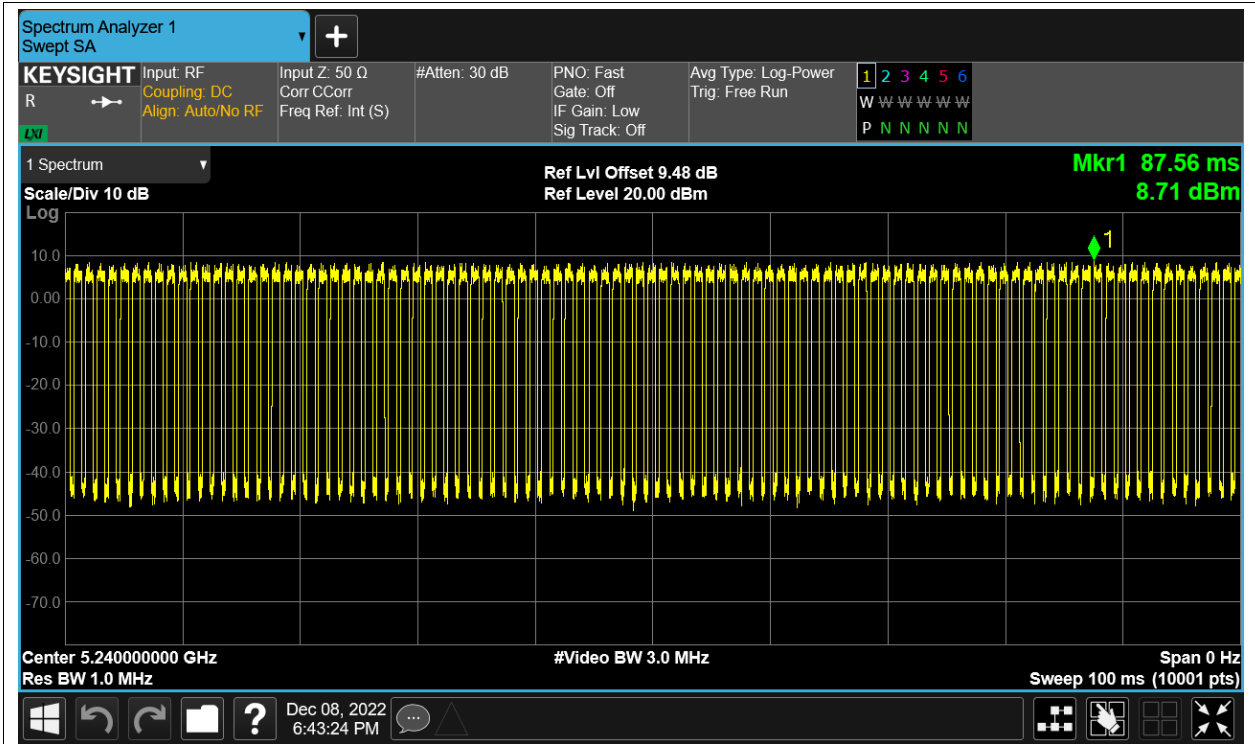 Spectrum Analyzer 1
Swept SA
KEYSIGHT
R
LXI
Input: RF
Coupling: DC
Align: Auto/No RF
Input Z: 50 Ω
Corr CCorr
Freq Ref: Int (S)
#Atten: 30 dB
PNO: Fast
Gate: Off
IF Gain: Low
Sig Track: Off
Avg Type: Log-Power
Trig: Free Run
1 2 3 4 5 6
W W W W W W
P N N N N N
1 Spectrum
Scale/Div 10 dB
Log
Ref Lvl Offset 9.48 dB
Ref Level 20.00 dBm
Mkr1 87.56 ms
8.71 dBm
1
10.0
0.00
-10.0
-20.0
-30.0
-40.0
-50.0
-60.0
-70.0
Center 5.240000000 GHz
#Video BW 3.0 MHz
Span 0 Hz
Res BW 1.0 MHz
Sweep 100 ms (10001 pts)
?
Dec 08, 2022
6:43:24 PM